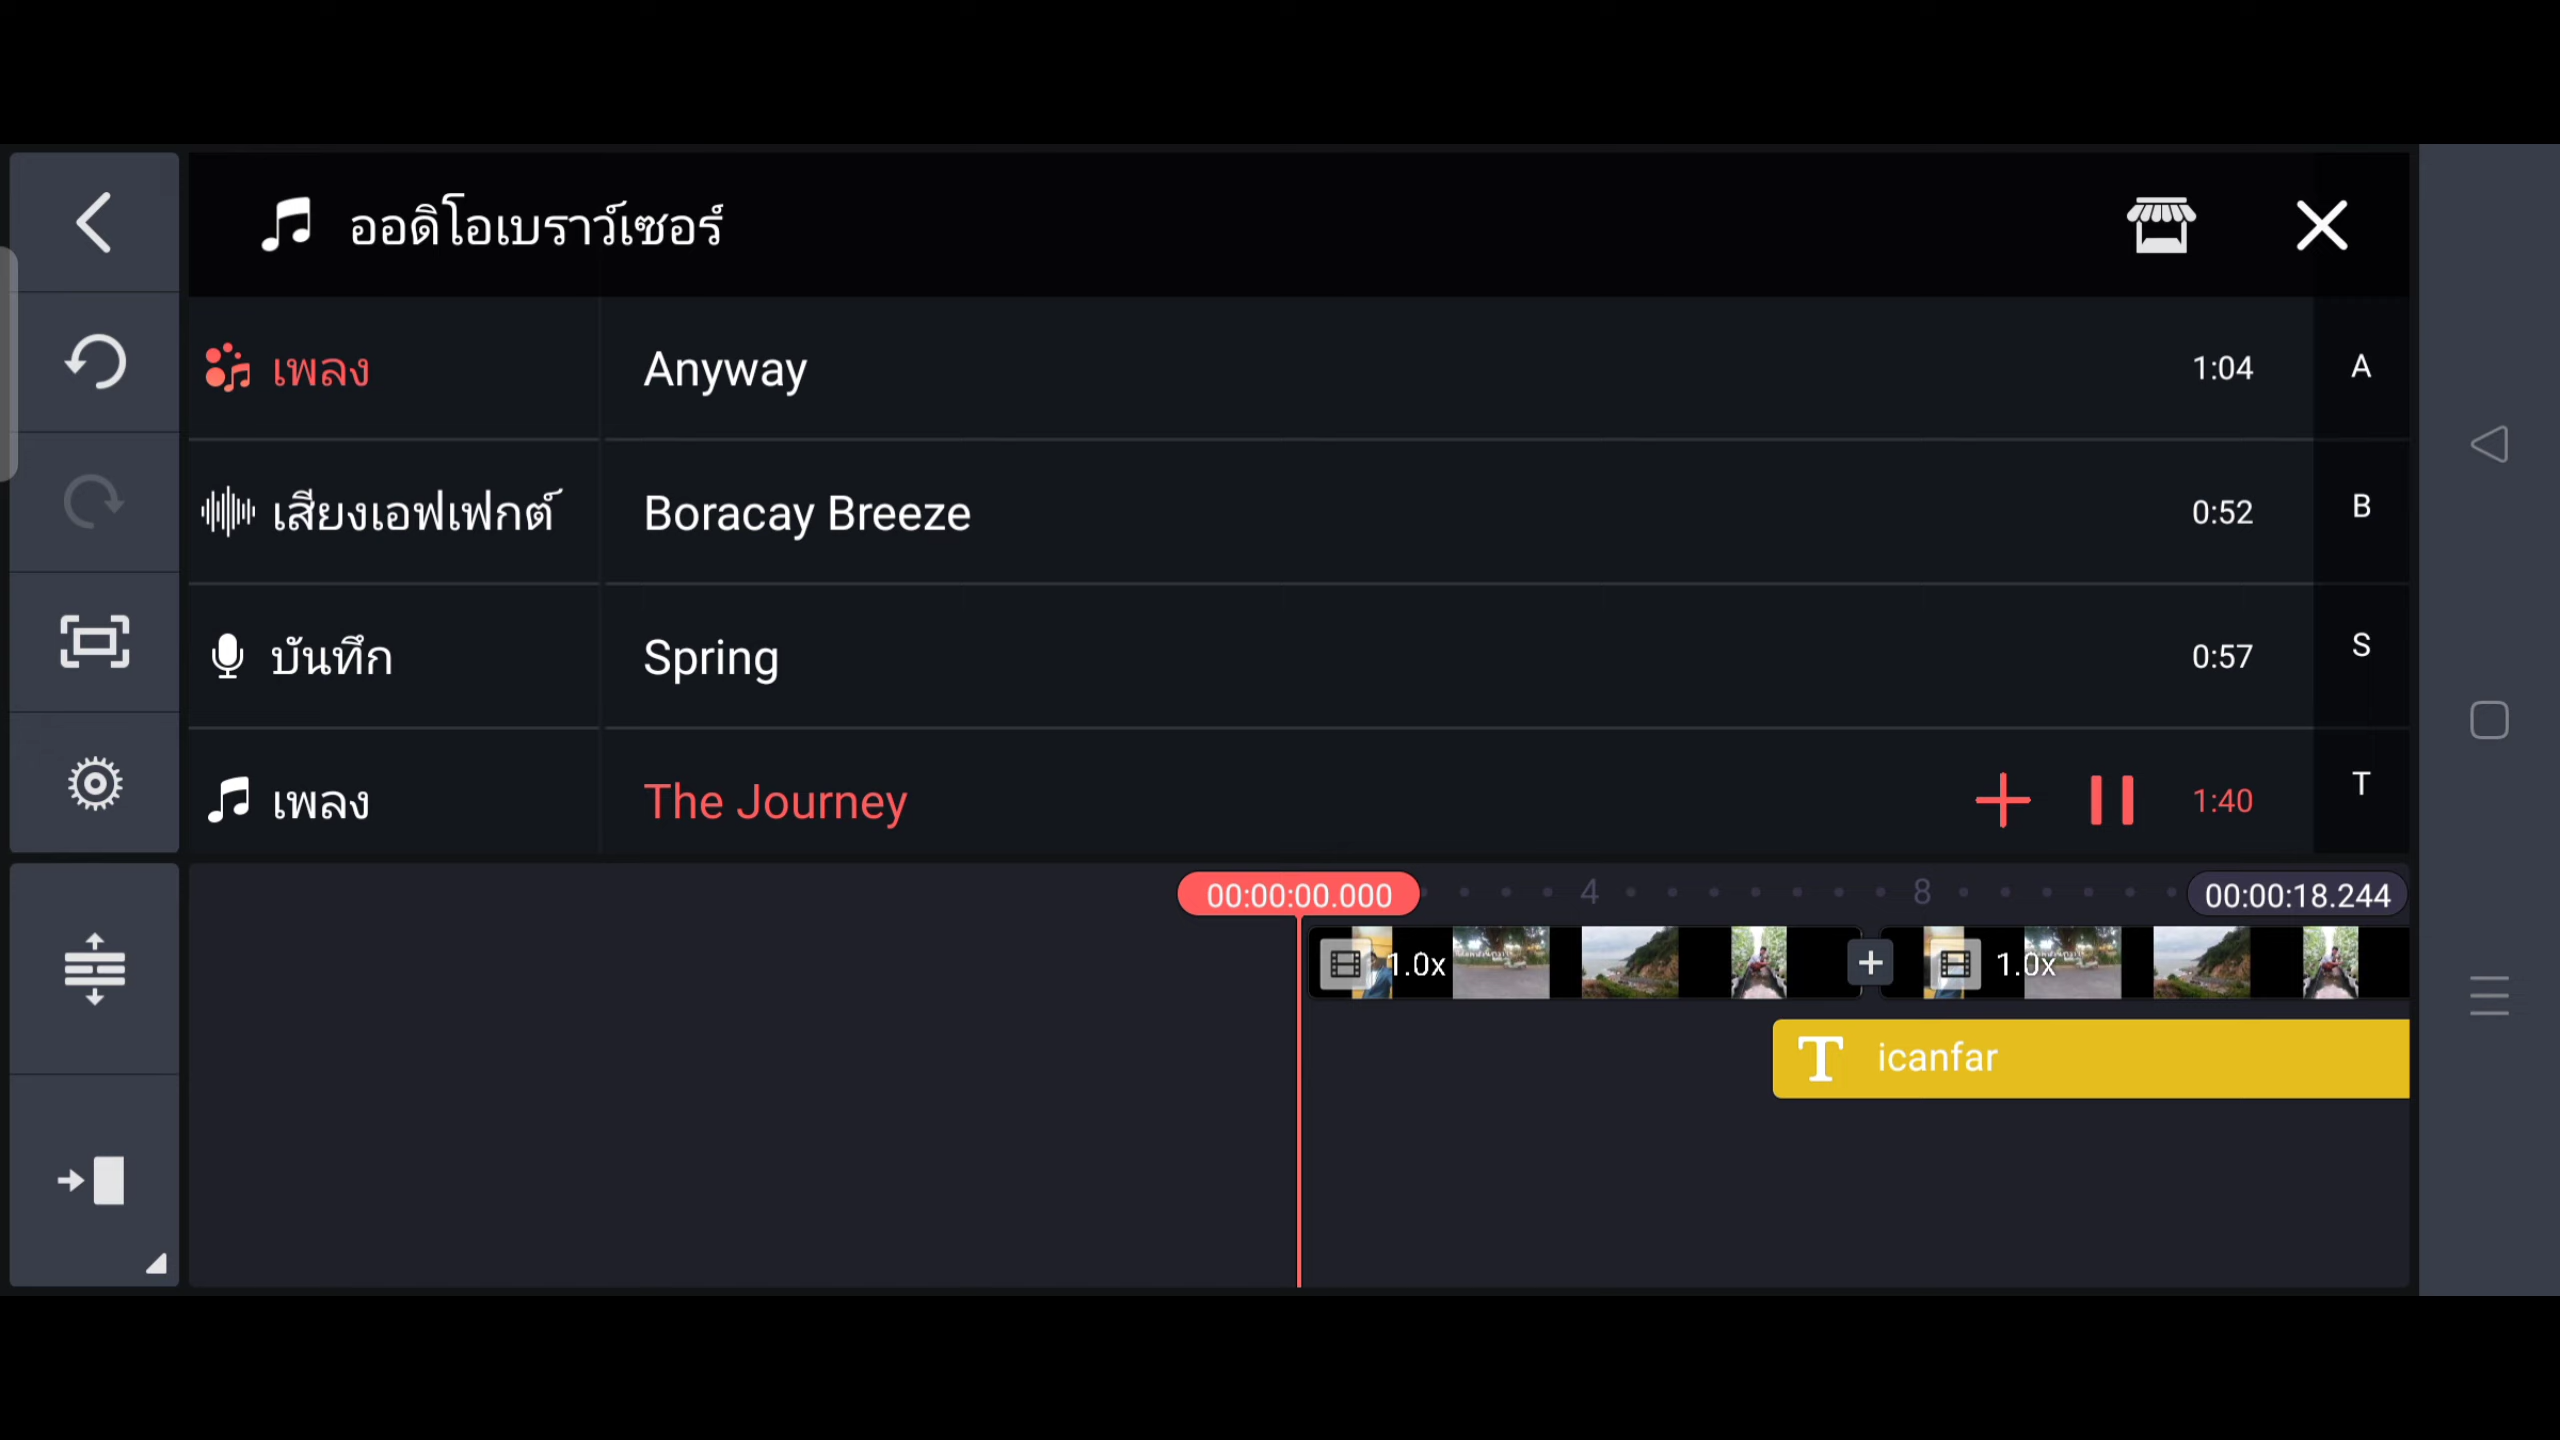 ออดิโอเบราว์เซอร์
เพลง
Anyway
1:04
A
เสียงเอฟเฟกต์
Boracay Breeze
0:52
B
บันทึก
Spring
0:57
S
เพลง
The Journey
1:40
T
00:00:00.000
4
8
00:00:18.244
1.0x
1.0x
T icanfar